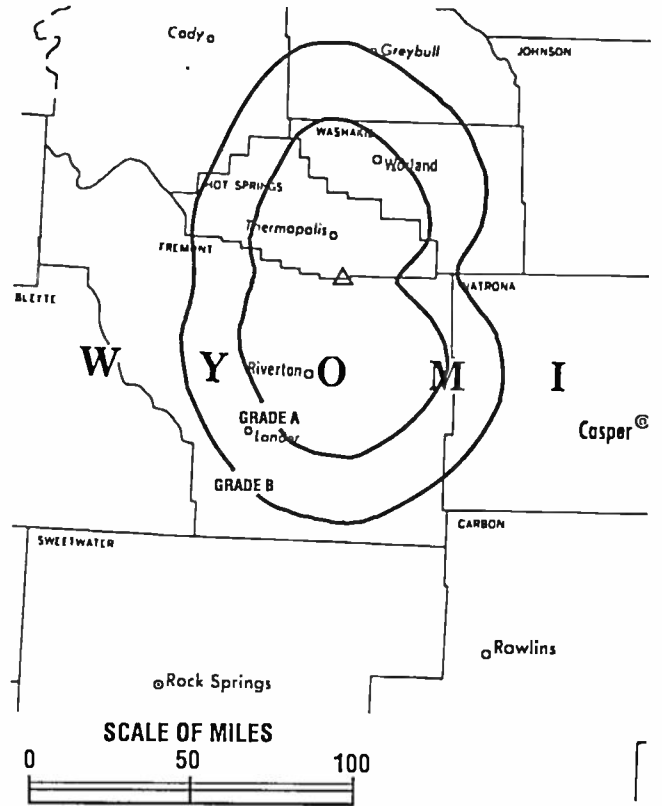 Cody
Greybull
JOHNSON
WASHAKIE
Worland
HOT SPRINGS
Thermopolis
FREMONT
NATRONA
W Y O M I
Riverton
GRADE A
Lander
Casper
GRADE B
CARBON
SWEETWATER
Rawlins
Rock Springs
SCALE OF MILES
0 50 100